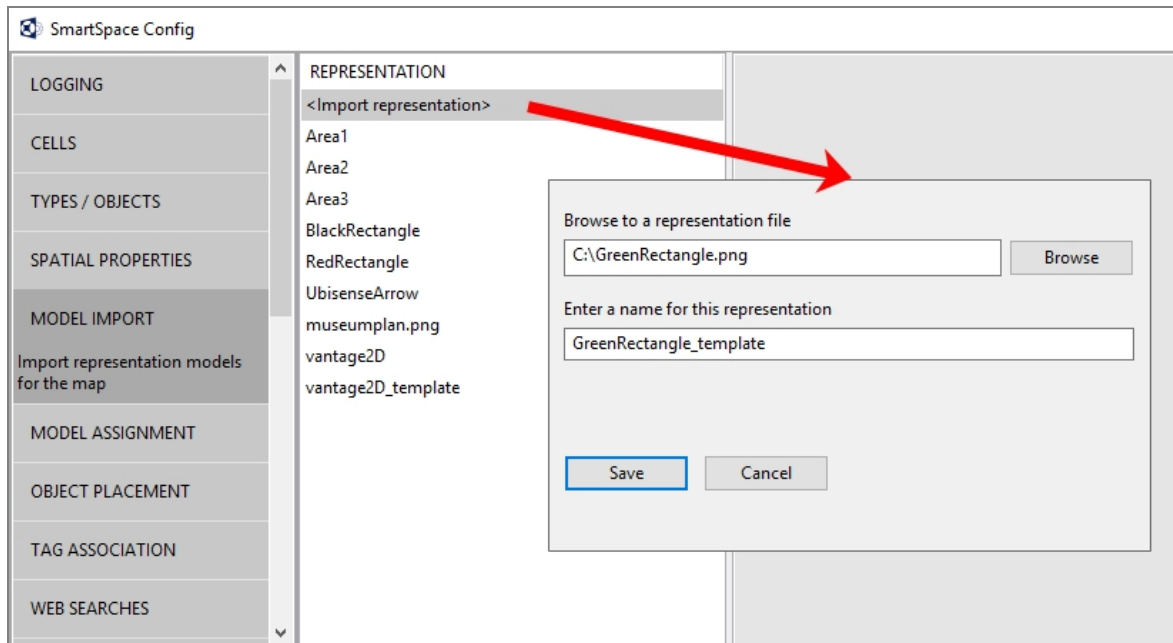 SmartSpace Config
LOGGING
CELLS
TYPES / OBJECTS
SPATIAL PROPERTIES
MODEL IMPORT
Import representation models
for the map
MODEL ASSIGNMENT
OBJECT PLACEMENT
TAG ASSOCIATION
WEB SEARCHES
REPRESENTATION
<Import representation>
Area1
Area2
Area3
BlackRectangle
RedRectangle
UbisenseArrow
museumplan.png
vantage2D
vantage2D_template
Browse to a representation file
C:\GreenRectangle.png
Browse
Enter a name for this representation
GreenRectangle_template
Save
Cancel